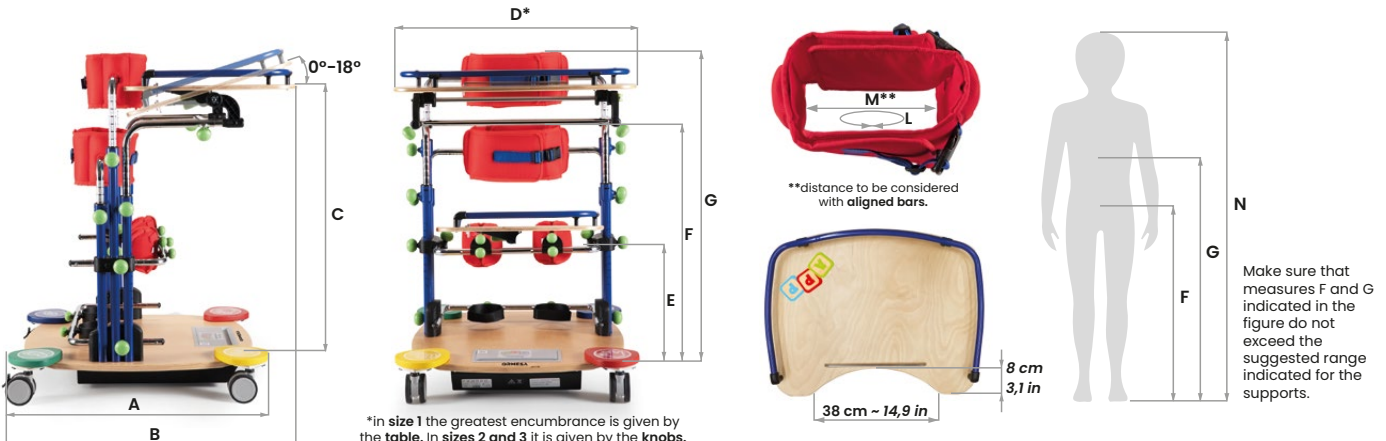 D*
0°-18°
C
A
B
G
F
E
*in size 1 the greatest encumbrance is given by
the table. In sizes 2 and 3 it is given by the knobs.
M**
L
**distance to be considered
with aligned bars.
8 cm
3,1 in
38 cm ~ 14,9 in
N
G
F
Make sure that
measures F and G
indicated in the
figure do not
exceed the
suggested range
indicated for the
supports.
ORMESA